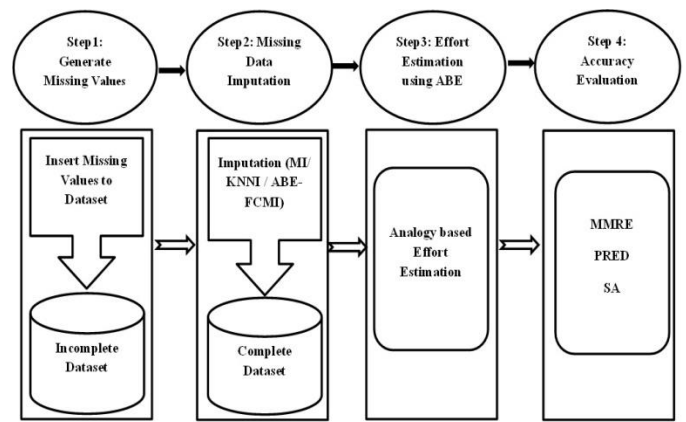 Step1:
Generate
Missing Values
Step2: Missing
Data
Imputation
Step3: Effort
Estimation
using ABE
Step 4:
Accuracy
Evaluation
Insert Missing
Values to
Dataset
Incomplete
Dataset
Imputation (MI/
KNNI / ABE-
FCMI)
Complete
Dataset
Analogy based
Effort
Estimation
MMRE
PRED
SA